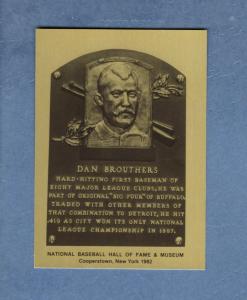 DAN BROUTHERS
HARD-HITTING FIRST BASEMAN OF
EIGHT MAJOR LEAGUE CLUBS, HE WAS
PART OF ORIGINAL "BIG FOUR" OF BUFFALO.
TRADED WITH OTHER MEMBERS OF
THAT COMBINATION TO DETROIT, HE HIT
.419 AS CITY WON ITS ONLY NATIONAL
LEAGUE CHAMPIONSHIP IN 1887.
NATIONAL BASEBALL HALL OF FAME & MUSEUM
Cooperstown, New York 1982